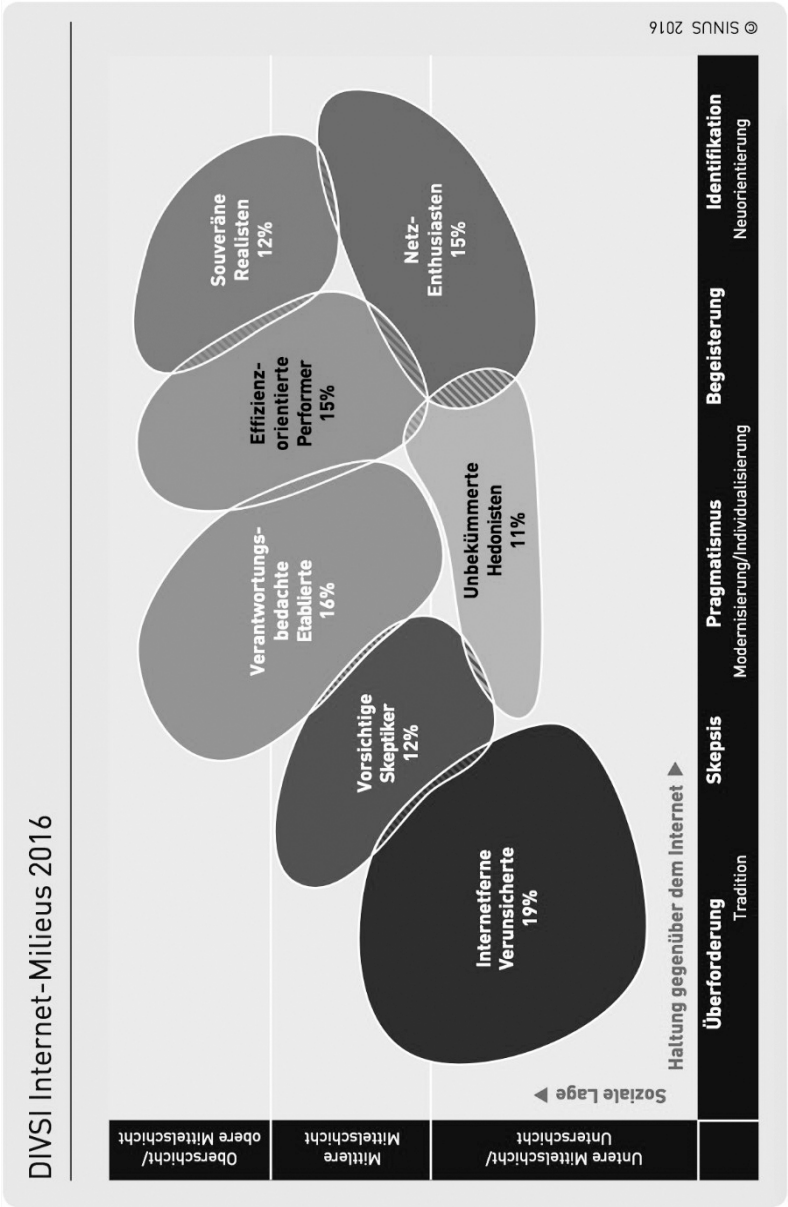 DIVSI Internet-Milieus 2016
Oberschicht/
obere Mittelschicht
Mittlere
Mittelschicht
Untere Mittelschicht/
Unterschicht
Soziale Lage ▶
Souveräne
Realisten
12%
Effizienz-
orientierte
Performer
15%
Verantwortungs-
bedachte
Etablierte
16%
Netz-
Enthusiasten
15%
Vorsichtige
Skeptiker
12%
Unbekümmerte
Hedonisten
11%
Internetferne
Verunsicherte
19%
Haltung gegenüber dem Internet ▶
Überforderung
Skepsis
Pragmatismus
Begeisterung
Identifikation
Tradition
Modernisierung/Individualisierung
Neuorientierung
© SINUS 2016